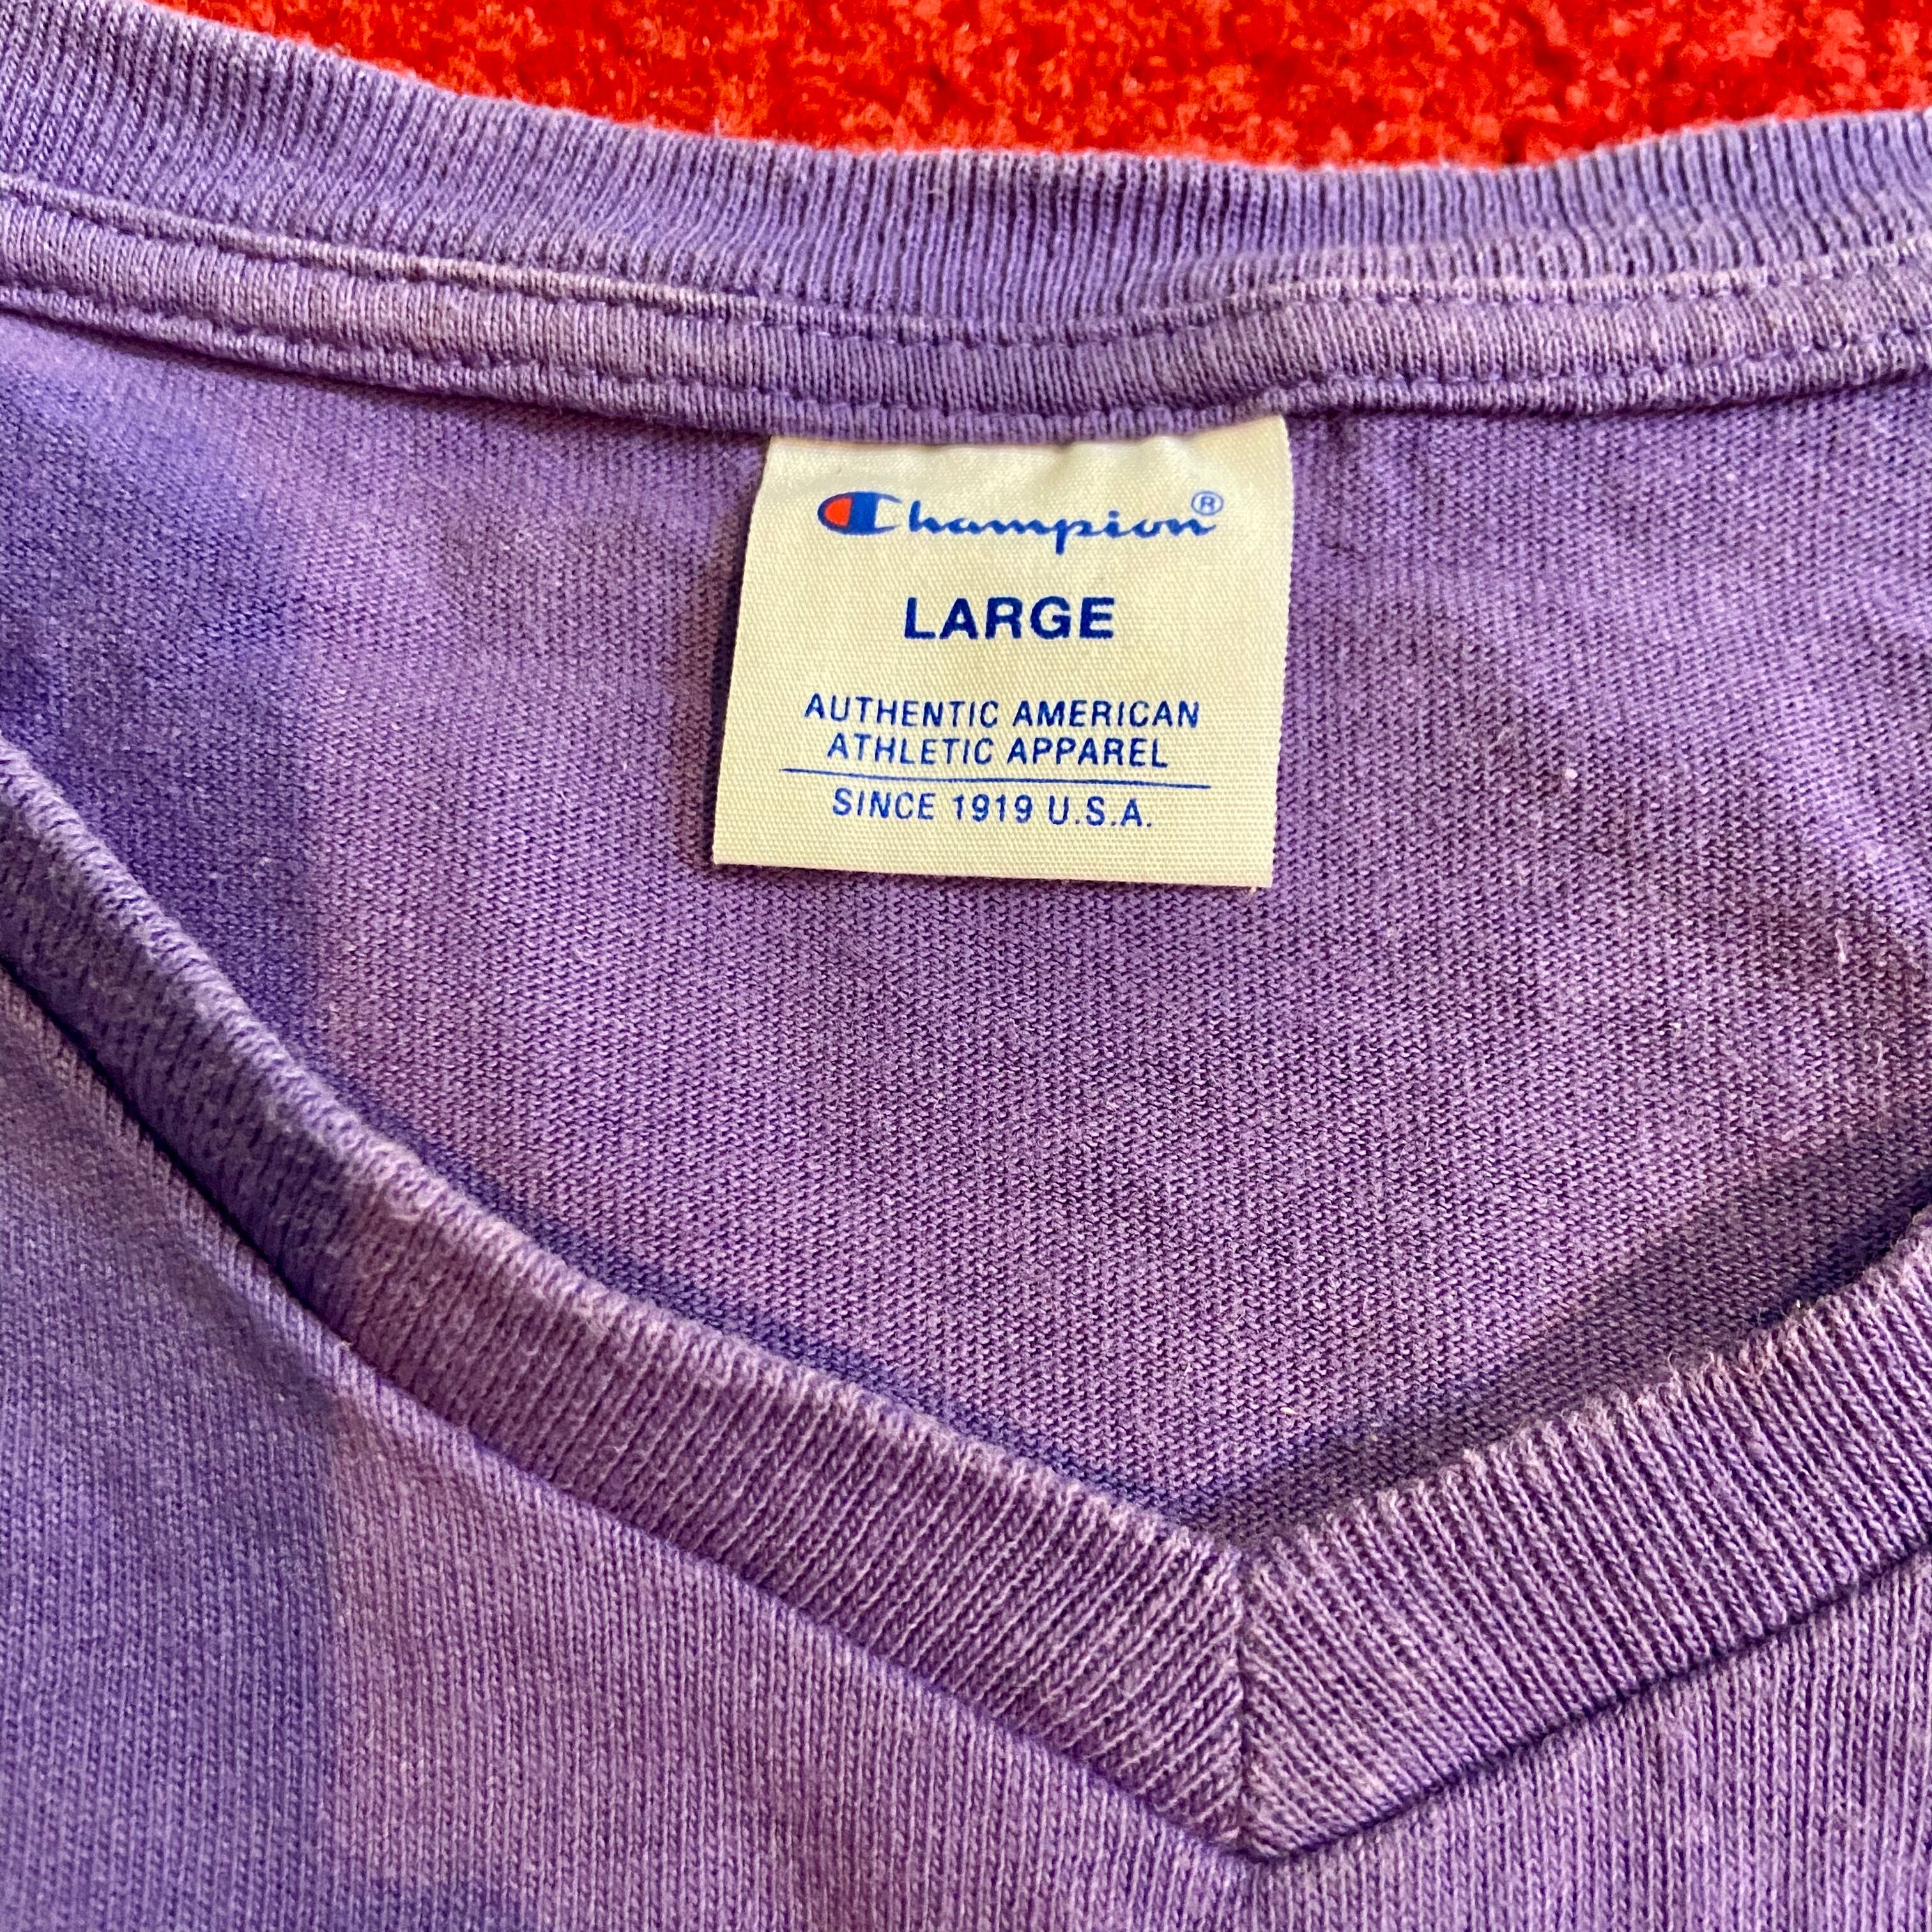 Champion®
LARGE
AUTHENTIC AMERICAN
ATHLETIC APPAREL
SINCE 1919 U.S.A.